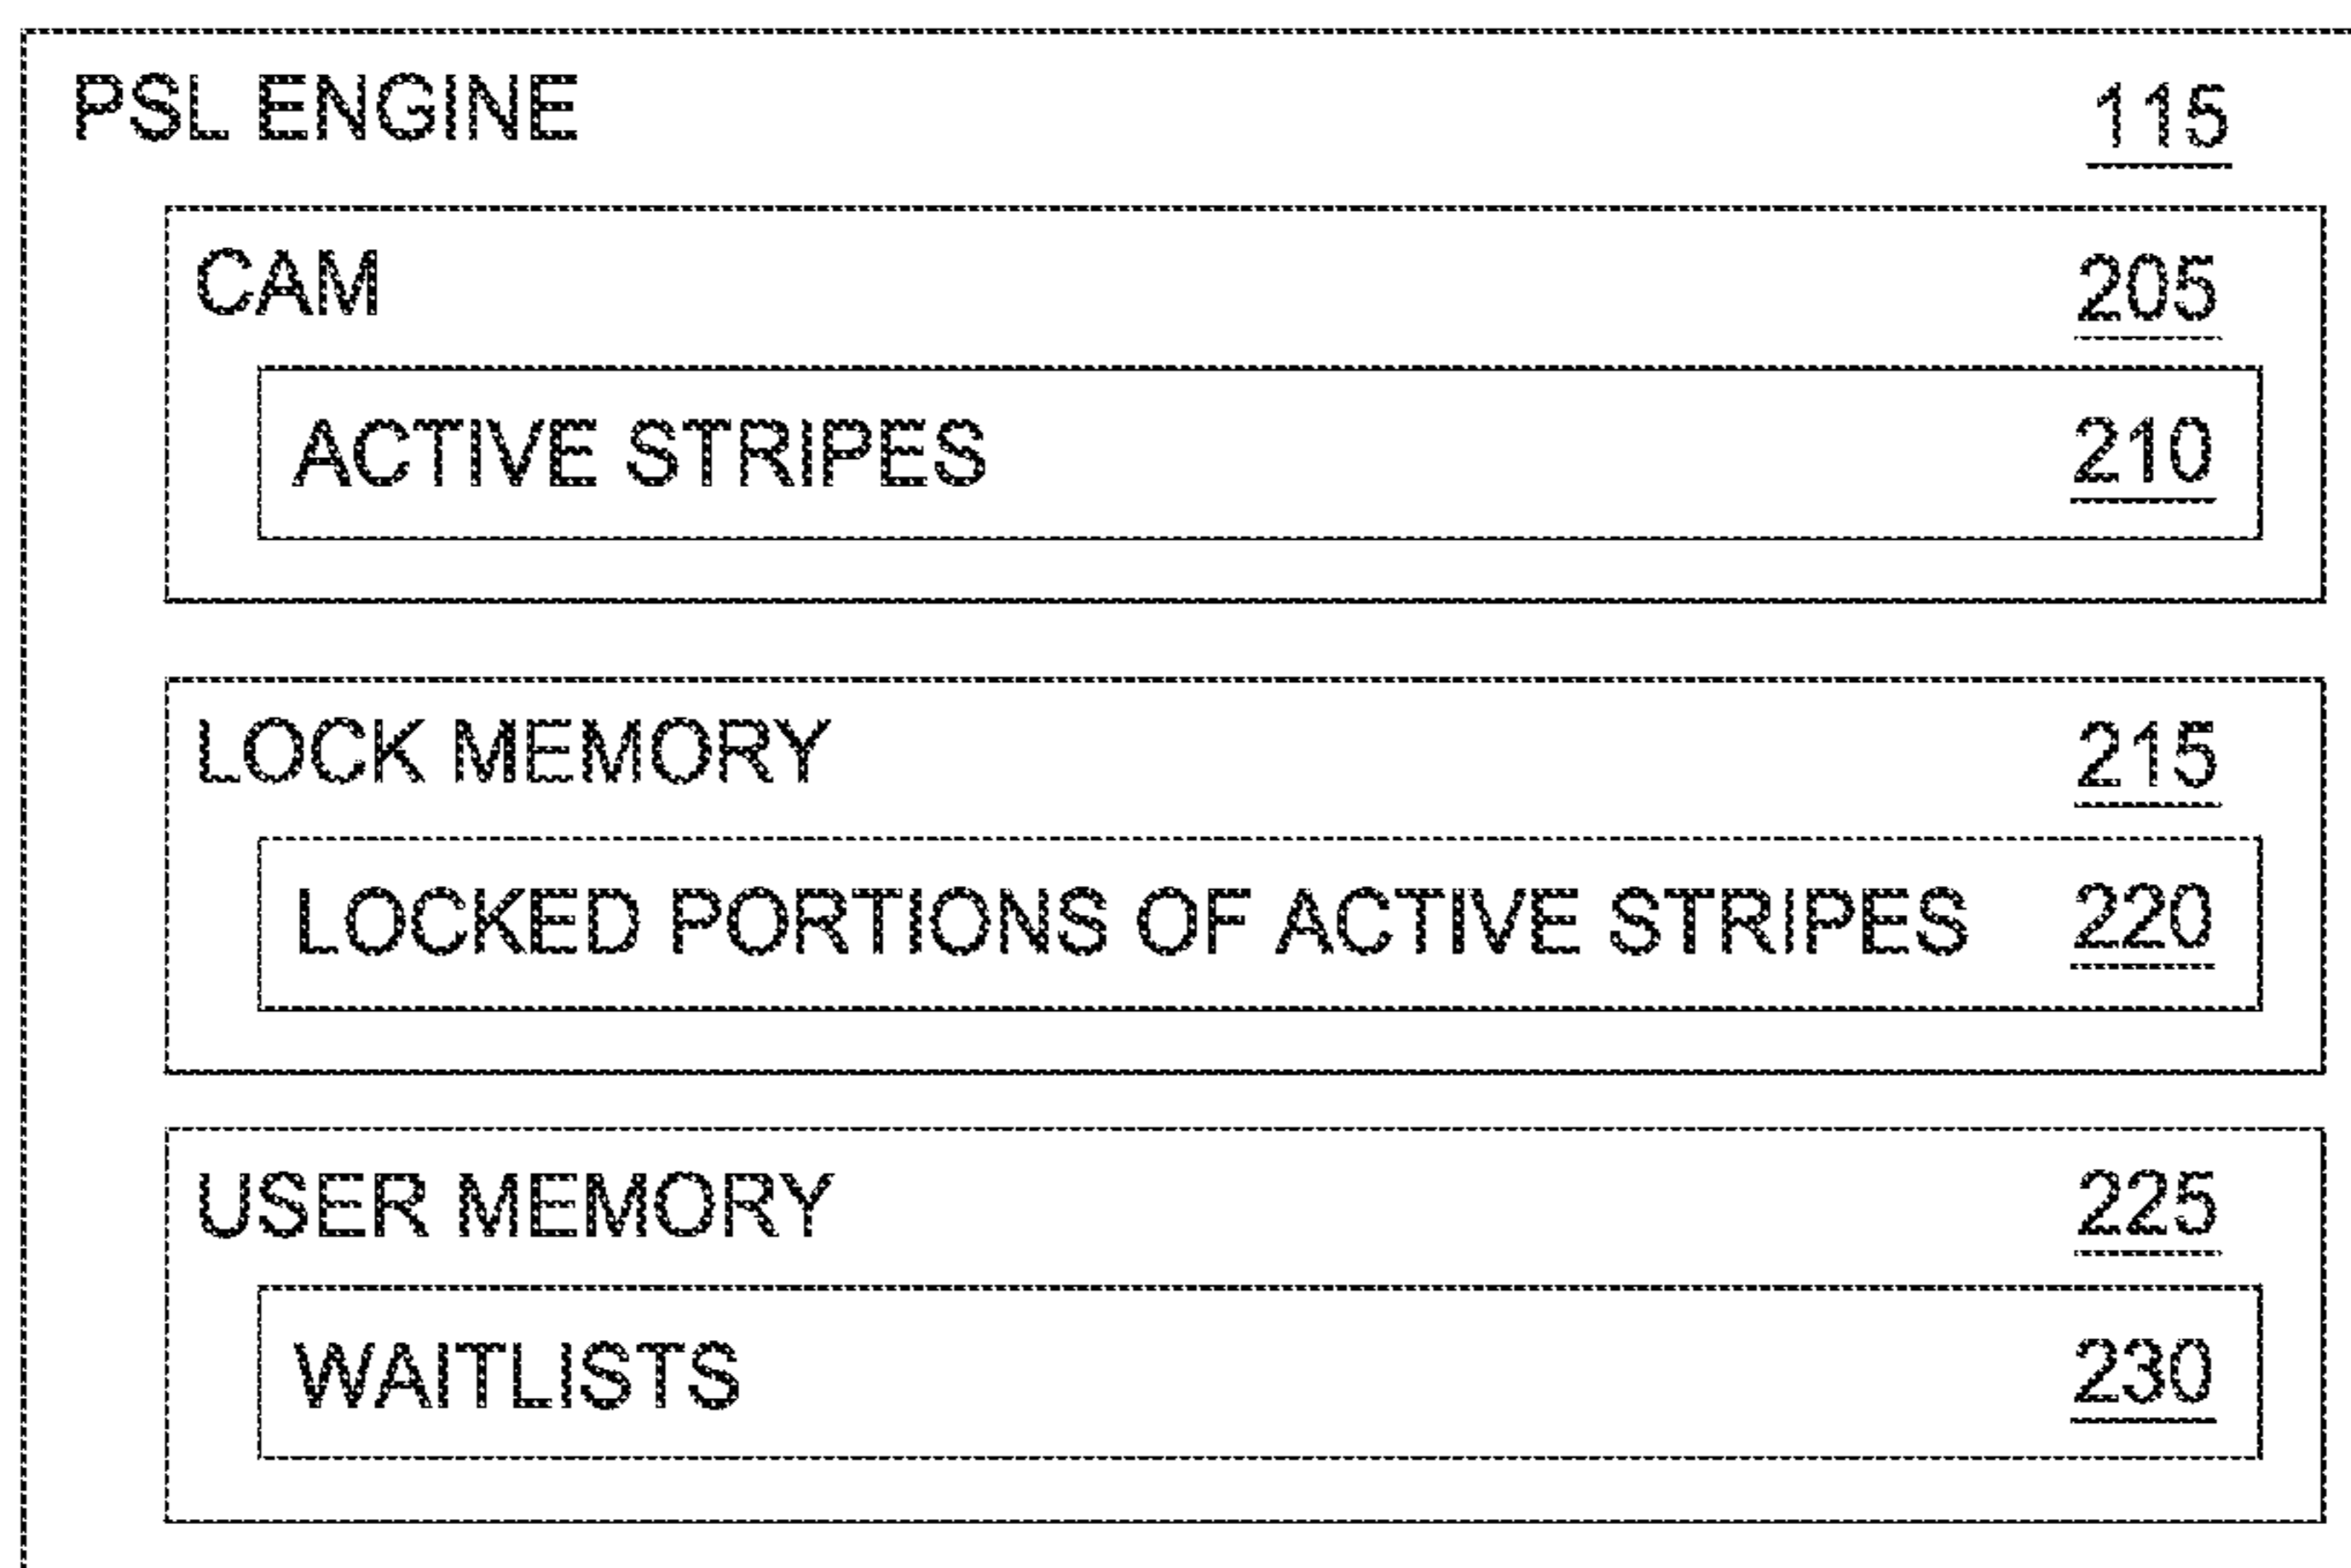 PSL ENGINE 115
CAM 205
ACTIVE STRIPES 210
LOCK MEMORY 215
LOCKED PORTIONS OF ACTIVE STRIPES 220
USER MEMORY 225
WAITLISTS 230